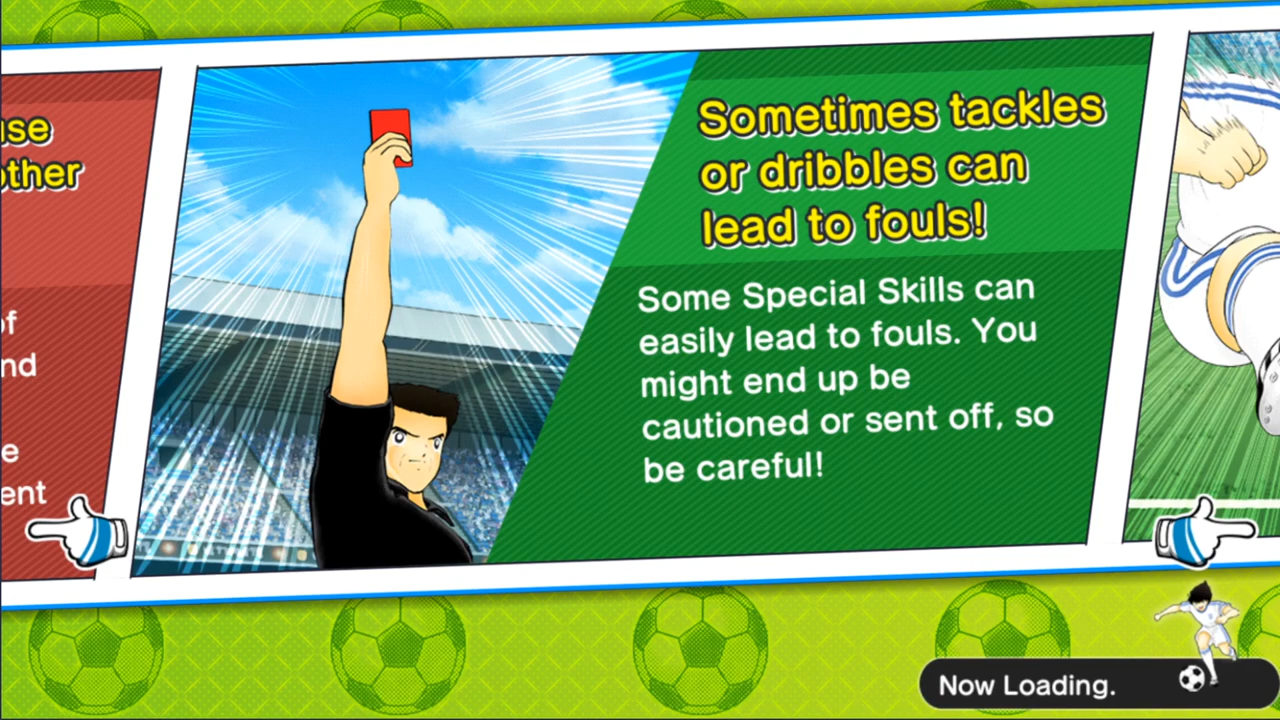 use
other
of
nd
e
ent
Sometimes tackles
or dribbles can
lead to fouls!
Some Special Skills can
easily lead to fouls. You
might end up be
cautioned or sent off, so
be careful!
Now Loading.